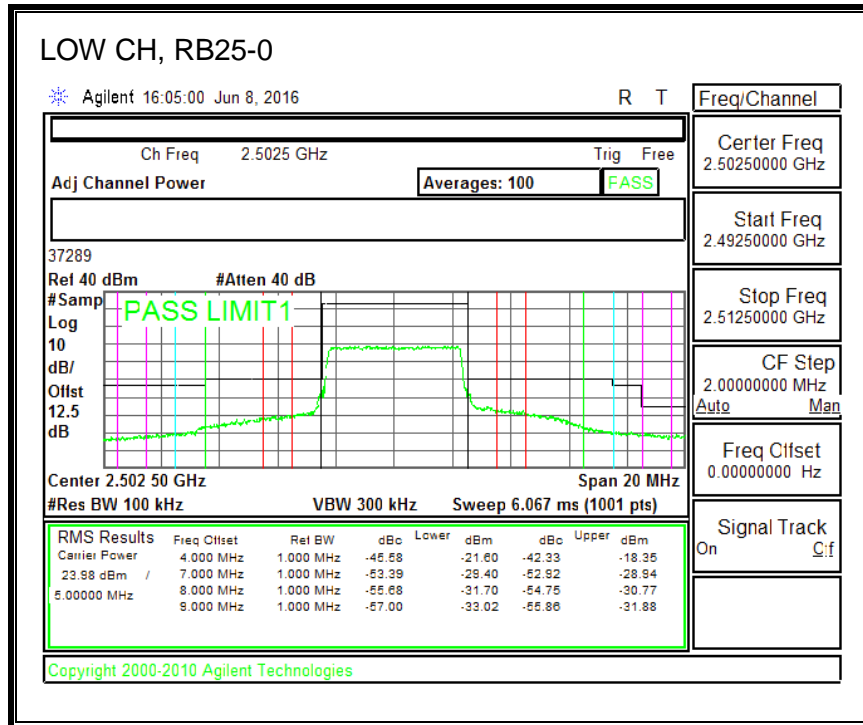 LOW CH, RB25-0
Agilent 16:05:00 Jun 8, 2016 R T
Freq/Channel
Ch Freq 2.5025 GHz Trig Free
Adj Channel Power Averages: 100 PASS
37289
Ref 40 dBm #Atten 40 dB
#Samp
Log
10
dB/
Offst
12.5
dB
PASS LIMIT1
Center 2.502 50 GHz Span 20 MHz
#Res BW 100 kHz VBW 300 kHz Sweep 6.067 ms (1001 pts)
RMS Results Freq Offset Ref BW dBc Lower dBm dBc Upper dBm
Carrier Power 4.000 MHz 1.000 MHz -45.58 -21.60 -42.33 -18.35
23.98 dBm / 7.000 MHz 1.000 MHz -53.39 -29.40 -52.92 -28.94
5.00000 MHz 8.000 MHz 1.000 MHz -55.68 -31.70 -54.75 -30.77
9.000 MHz 1.000 MHz -57.00 -33.02 -55.86 -31.88
Copyright 2000-2010 Agilent Technologies
Center Freq
2.50250000 GHz
Start Freq
2.49250000 GHz
Stop Freq
2.51250000 GHz
CF Step
2.00000000 MHz
Auto Man
Freq Offset
0.00000000 Hz
Signal Track
On Off